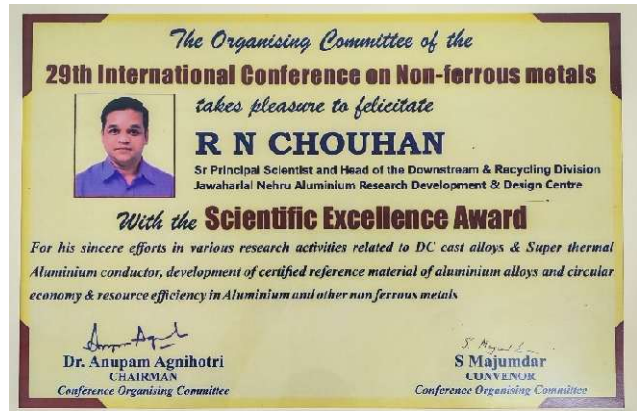 The Organising Committee of the
29th International Conference on Non-ferrous metals
takes pleasure to felicitate
R N CHOUHAN
Sr Principal Scientist and Head of the Downstream & Recycling Division
Jawaharlal Nehru Aluminium Research Development & Design Centre
With the Scientific Excellence Award
For his sincere efforts in various research activities related to DC cast alloys & Super thermal
Aluminium conductor, development of certified reference material of aluminium alloys and circular
economy & resource efficiency in Aluminium and other non ferrous metals
Dr. Anupam Agnihotri
CHAIRMAN
Conference Organising Committee
S Majumdar
CONVENOR
Conference Organising Committee